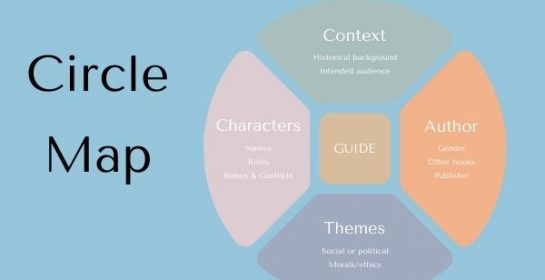 Circle
Map
Context
Historical background
Intended audience
Characters
Names
Roles
Biases & Conflicts
GUIDE
Author
Gender
Other books
Publisher
Themes
Social or political
Morals/ethics